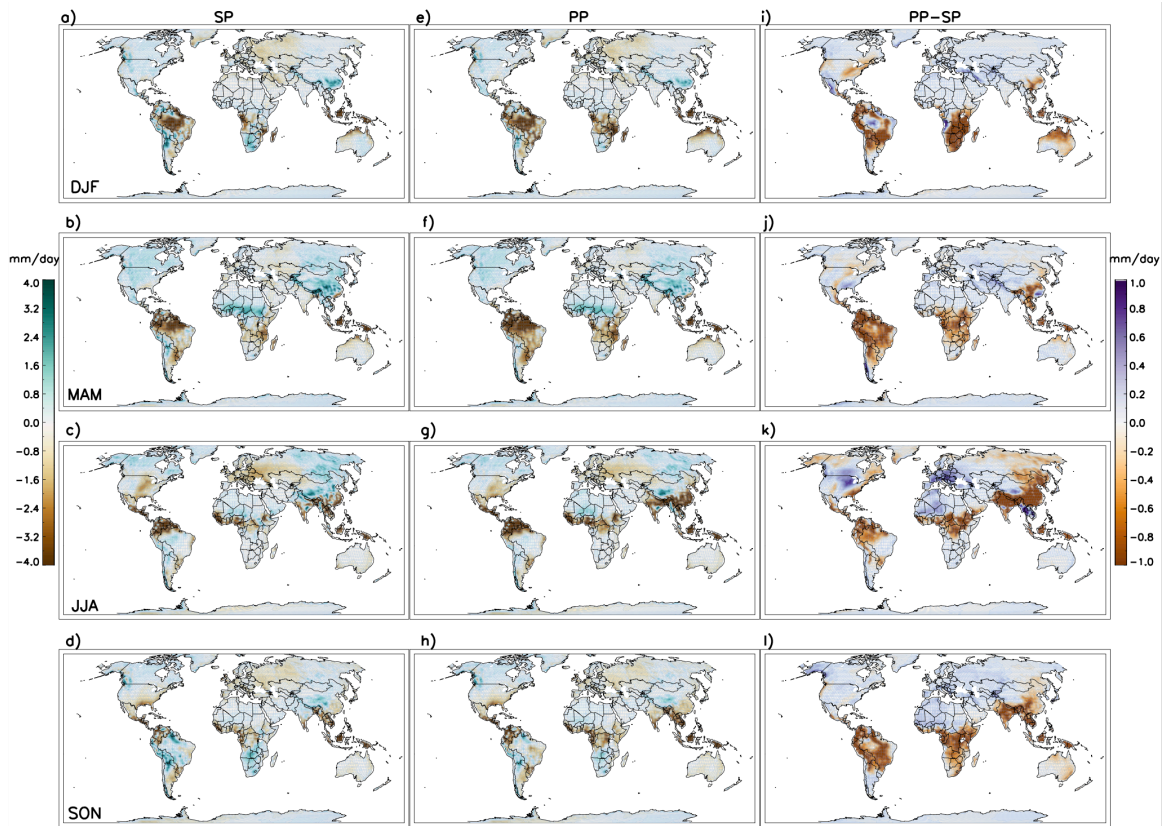 a) SP e) PP i) PP−SP
DJF
b) f) j)
mm/day mm/day
4.0 1.0
3.2 0.8
2.4 0.6
1.6 0.4
0.8 0.2
0.0 0.0
−0.8 −0.2
−1.6 −0.4
−2.4 −0.6
−3.2 −0.8
−4.0 −1.0
MAM
c) g) k)
JJA
d) h) l)
SON